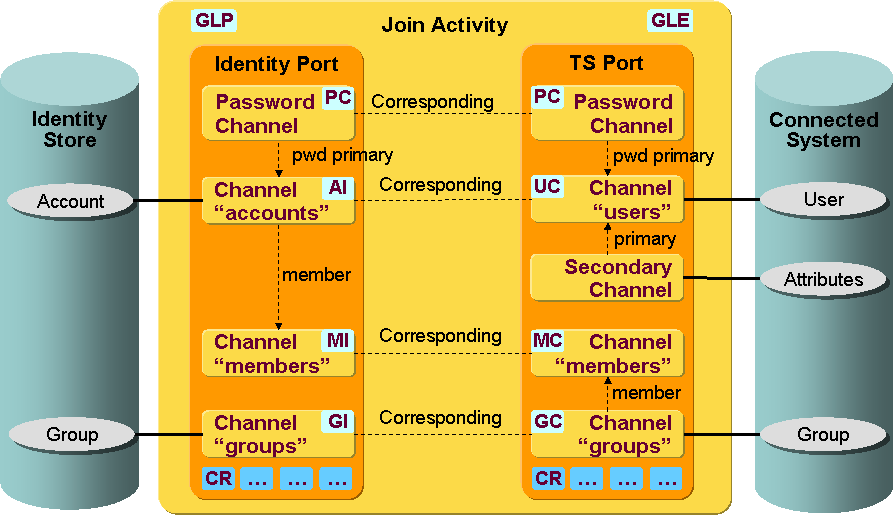 GLP
Join Activity
GLE
Identity
Store
Account
Group
Identity Port
Password
Channel
PC
pwd primary
Channel
“accounts”
AI
member
Channel
“members”
MI
Channel
“groups”
GI
CR
...
...
...
Corresponding
Corresponding
Corresponding
Corresponding
TS Port
PC
Password
Channel
pwd primary
UC
Channel
“users”
primary
Secondary
Channel
MC
Channel
“members”
member
GC
Channel
“groups”
CR
...
...
...
Connected
System
User
Attributes
Group